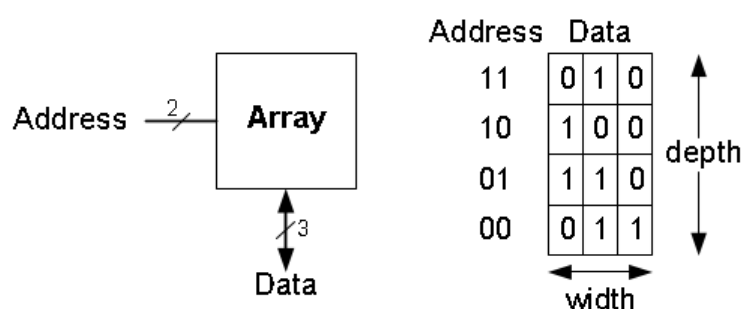 Address 2 Array
3
Data
Address Data
11 0 1 0
10 1 0 0
01 1 1 0
00 0 1 1
depth
width